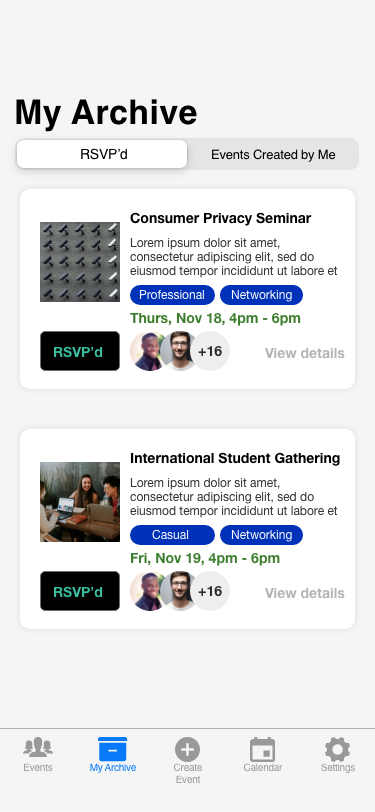 My Archive
RSVP’d
Events Created by Me
Consumer Privacy Seminar
Lorem ipsum dolor sit amet,
consectetur adipiscing elit, sed do
eiusmod tempor incididunt ut labore et
Professional
Networking
Thurs, Nov 18, 4pm - 6pm
RSVP’d
+16
View details
International Student Gathering
Lorem ipsum dolor sit amet,
consectetur adipiscing elit, sed do
eiusmod tempor incididunt ut labore et
Casual
Networking
Fri, Nov 19, 4pm - 6pm
RSVP’d
+16
View details
Events
My Archive
Create
Event
Calendar
Settings